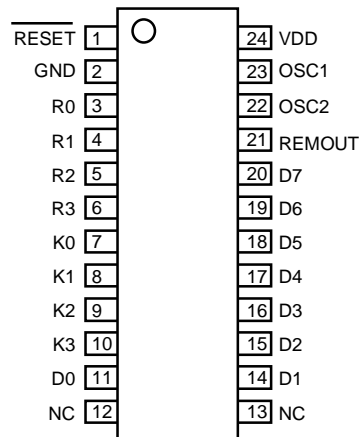 RESET 1 24 VDD
GND 2 23 OSC1
R0 3 22 OSC2
R1 4 21 REMOUT
R2 5 20 D7
R3 6 19 D6
K0 7 18 D5
K1 8 17 D4
K2 9 16 D3
K3 10 15 D2
D0 11 14 D1
NC 12 13 NC